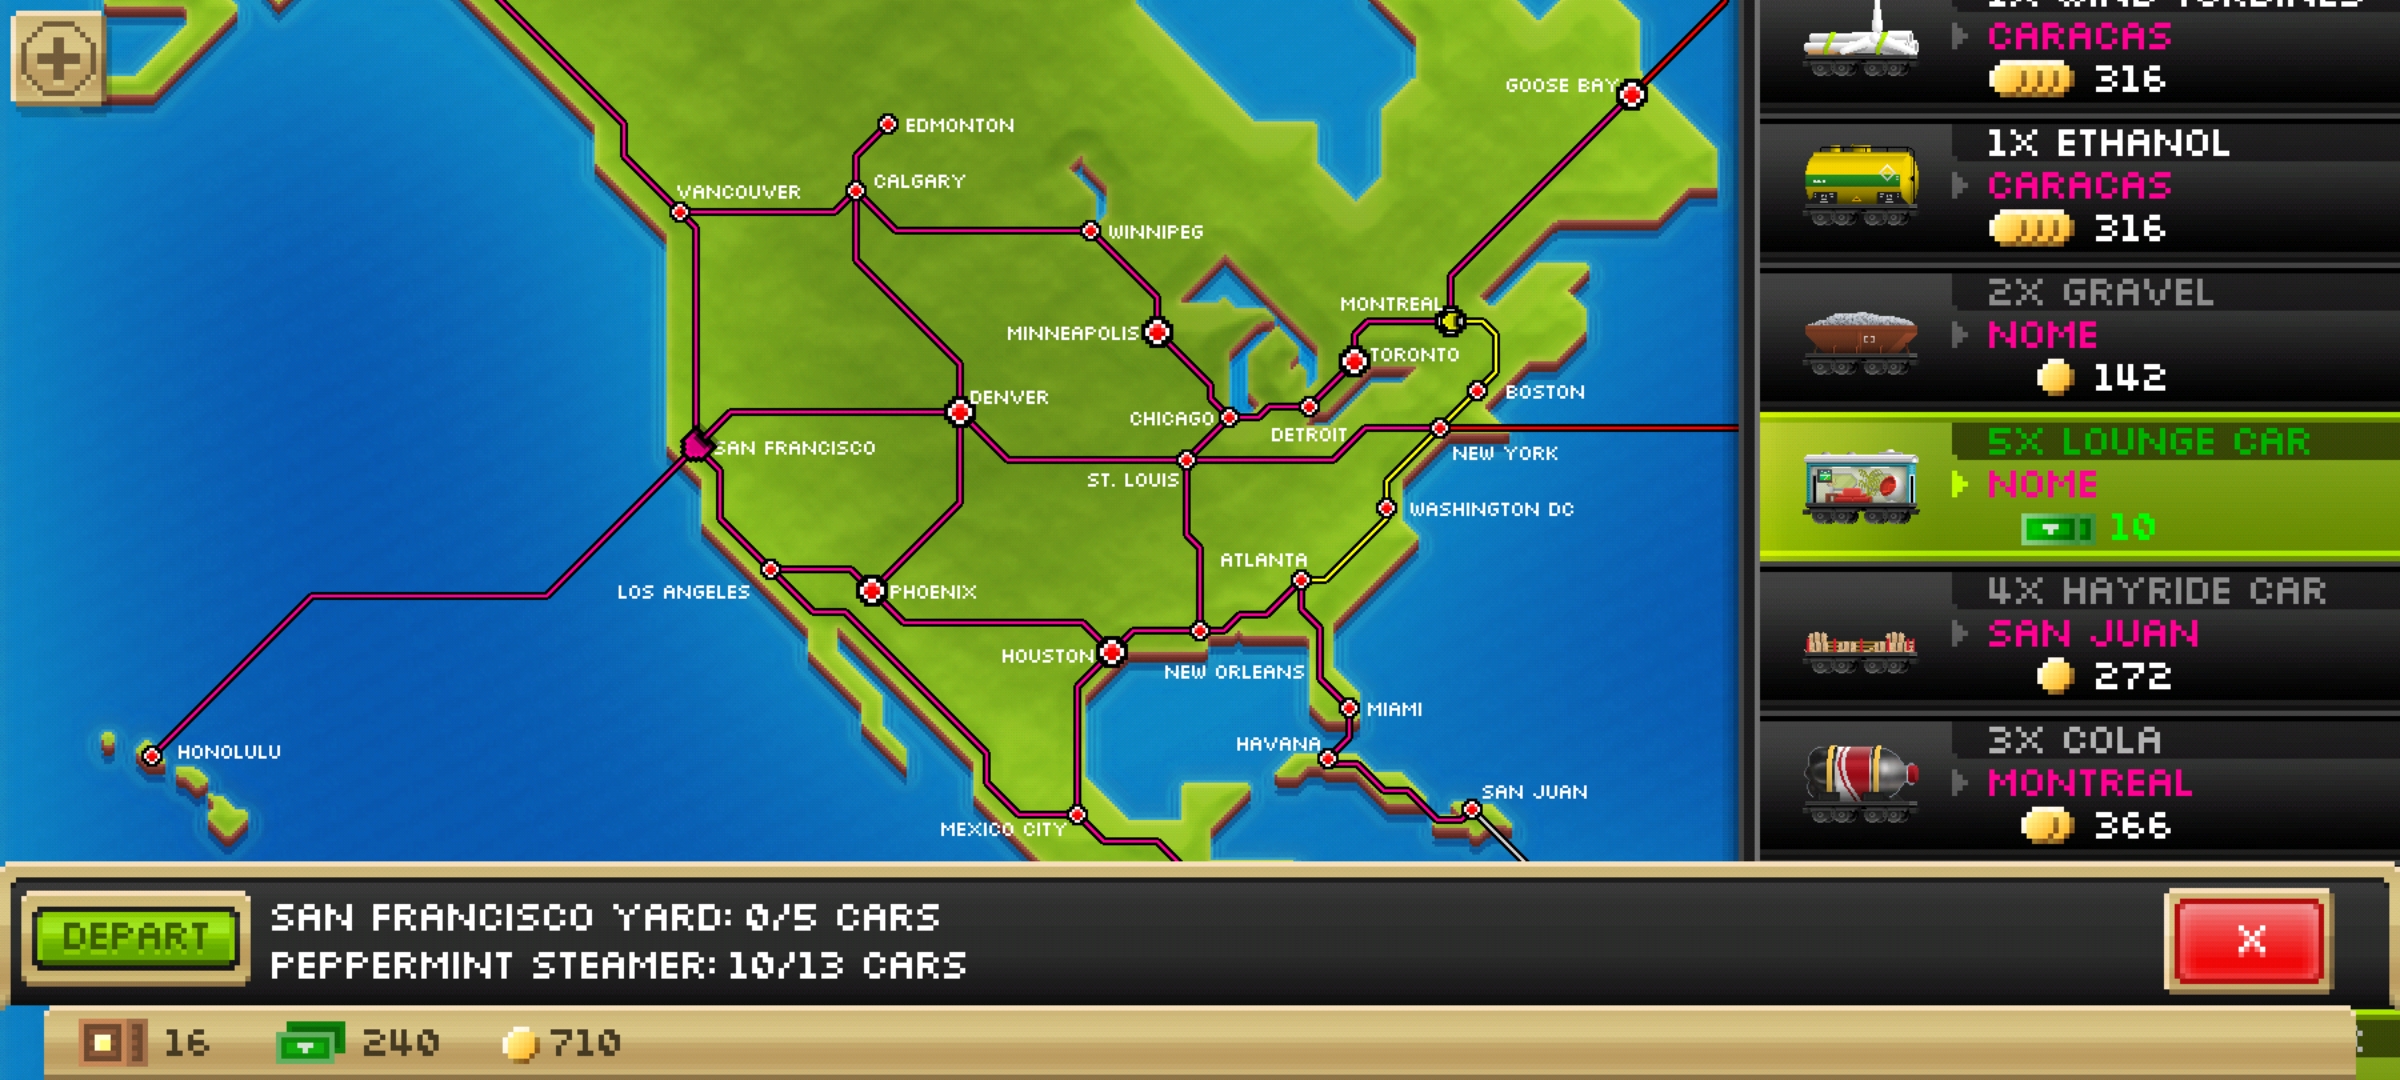 GOOSE BAY
EDMONTON
CALGARY
VANCOUVER
WINNIPEG
MONTREAL
MINNEAPOLIS
TORONTO
DENVER
BOSTON
CHICAGO
DETROIT
SAN FRANCISCO
NEW YORK
ST. LOUIS
WASHINGTON DC
ATLANTA
LOS ANGELES
PHOENIX
HOUSTON
NEW ORLEANS
MIAMI
HAVANA
HONOLULU
SAN JUAN
MEXICO CITY
1X WIND TURBINES
CARACAS
316
1X ETHANOL
CARACAS
316
2X GRAVEL
NOME
142
5X LOUNGE CAR
NOME
10
4X HAYRIDE CAR
SAN JUAN
272
3X COLA
MONTREAL
366
DEPART
SAN FRANCISCO YARD: 0/5 CARS
PEPPERMINT STEAMER: 10/13 CARS
X
16
240
710